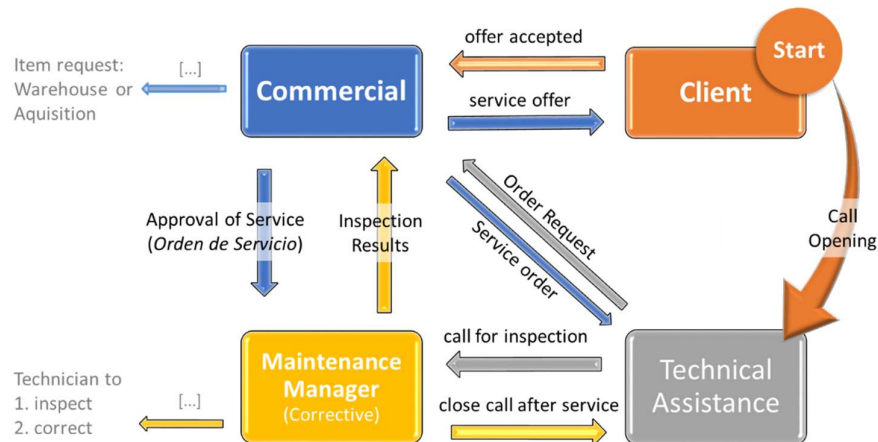 offer accepted
Start
Item request:
Warehouse or
Aquisition
[...]
Commercial
service offer
Client
Approval of Service
(Orden de Servicio)
Inspection
Results
Order Request
Service order
Call
Opening
call for inspection
Maintenance
Manager
(Corrective)
Technical
Assistance
Technician to
1. inspect
2. correct
[...]
close call after service